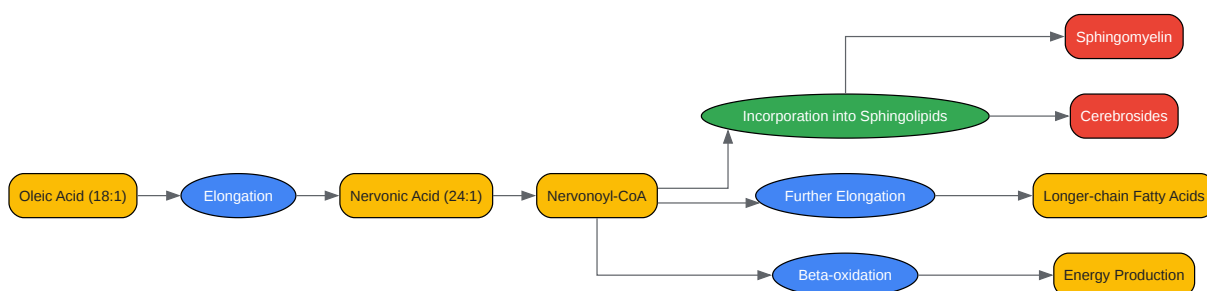 Sphingomyelin
Incorporation into Sphingolipids
Cerebrosides
Oleic Acid (18:1)
Elongation
Nervonic Acid (24:1)
Nervonoyl-CoA
Further Elongation
Longer-chain Fatty Acids
Beta-oxidation
Energy Production